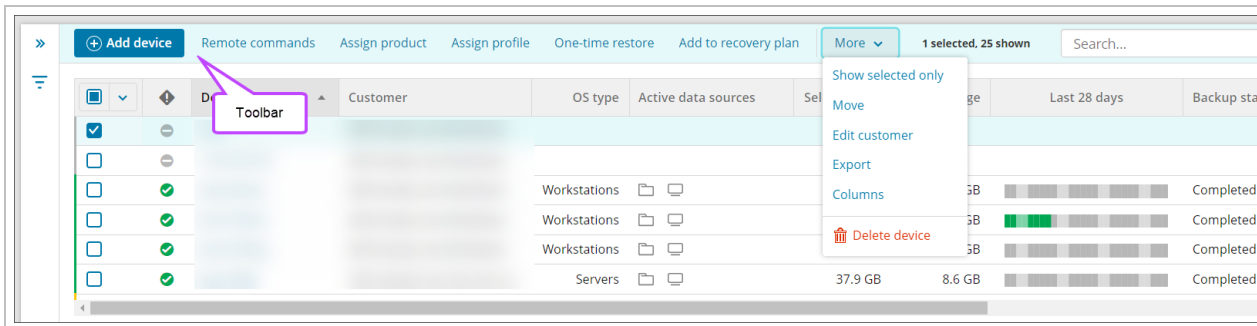 Add device Remote commands Assign product Assign profile One-time restore Add to recovery plan More 1 selected, 25 shown Search...
Toolbar
Customer OS type Active data sources Last 28 days
Show selected only
Move
Edit customer
Export
Columns
Delete device
Workstations GB Completed
Workstations GB Completed
Workstations GB Completed
Servers 37.9 GB 8.6 GB Completed